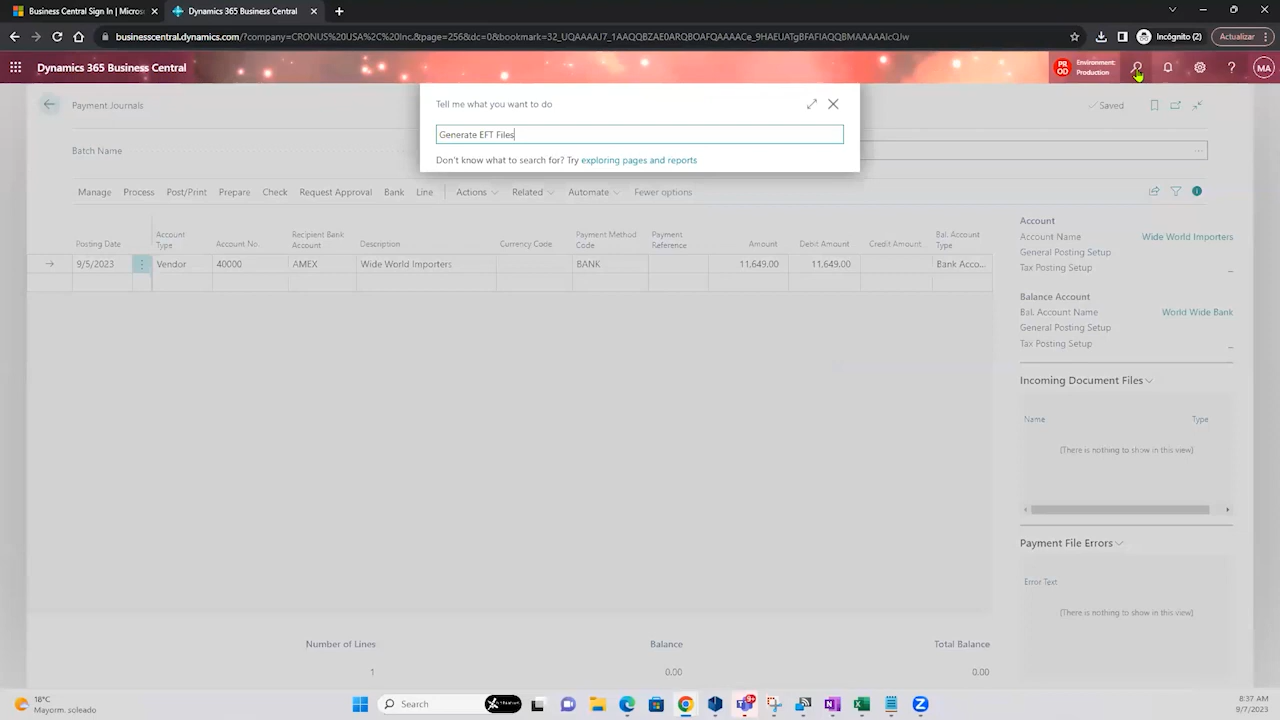 Business Central Sign In | Micros
Dynamics 365 Business Central
businesscentral.dynamics.com/?company=CRONUS%20USA%2C%20Inc.&page=256&dc=0&bookmark=32_UQAAAAJ7_1AAQQBZAE0ARQBOAFQAAAACe_9HAEUATgBFAFIAQQBMAAAAAIcQJw
Incógnito (2)
Actualizar
Dynamics 365 Business Central
PROD
Environment:
Production
MA
Payment Journals
Saved
Tell me what you want to do
Generate EFT Files
Don't know what to search for? Try exploring pages and reports
Batch Name
Manage Process Post/Print Prepare Check Request Approval Bank Line Actions Related Automate Fewer options
Posting Date Account Type Account No. Recipient Bank Account Description Currency Code Payment Method Code Payment Reference Amount Debit Amount Credit Amount Bal. Account Type
9/5/2023 Vendor 40000 AMEX Wide World Importers BANK 11,649.00 11,649.00 Bank Acco...
Account
Account Name Wide World Importers
General Posting Setup
Tax Posting Setup
Balance Account
Bal. Account Name World Wide Bank
General Posting Setup
Tax Posting Setup
Incoming Document Files
Name Type
(There is nothing to show in this view)
Payment File Errors
Error Text
(There is nothing to show in this view)
Number of Lines Balance Total Balance
1 0.00 0.00
18°C
Mayorm. soleado
Search
8:37 AM
9/7/2023